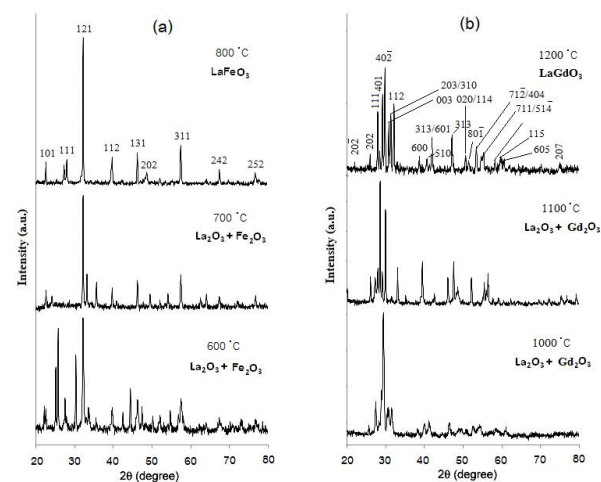 (a)
121
800 °C
LaFeO₃
101
111
112
131
202
311
242
252
700 °C
La₂O₃ + Fe₂O₃
600 °C
La₂O₃ + Fe₂O₃
Intensity (a.u.)
20 30 40 50 60 70 80
2θ (degree)
(b)
402̅
1200 °C
LaGdO₃
401
111
112
203/310
003
020/114
712̅/404
711/514̅
313/601
313
801̅
115
202
202
600
510
605
207
1100 °C
La₂O₃ + Gd₂O₃
1000 °C
La₂O₃ + Gd₂O₃
Intensity (a.u.)
20 30 40 50 60 70 80
2θ (degree)